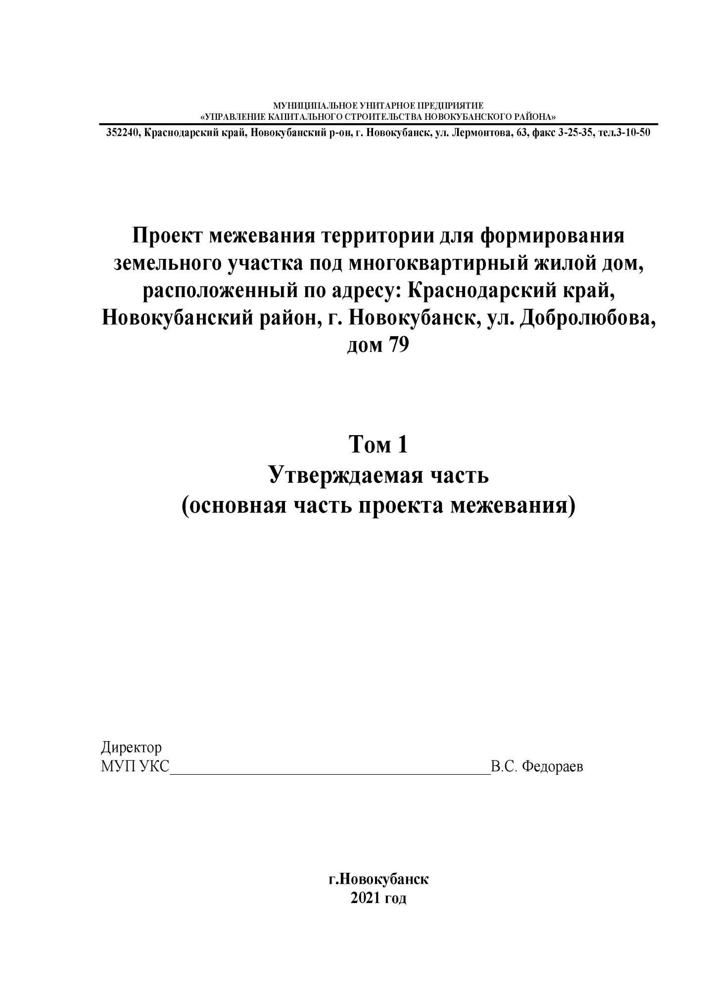 МУНИЦИПАЛЬНОЕ УНИТАРНОЕ ПРЕДПРИЯТИЕ
«УПРАВЛЕНИЕ КАПИТАЛЬНОГО СТРОИТЕЛЬСТВА НОВОКУБАНСКОГО РАЙОНА»
352240, Краснодарский край, Новокубанский р-он, г. Новокубанск, ул. Лермонтова, 63, факс 3-25-35, тел.3-10-50
Проект межевания территории для формирования
земельного участка под многоквартирный жилой дом,
расположенный по адресу: Краснодарский край,
Новокубанский район, г. Новокубанск, ул. Добролюбова,
дом 79
Том 1
Утверждаемая часть
(основная часть проекта межевания)
Директор
МУП УКС________________________________________В.С. Федораев
г.Новокубанск
2021 год